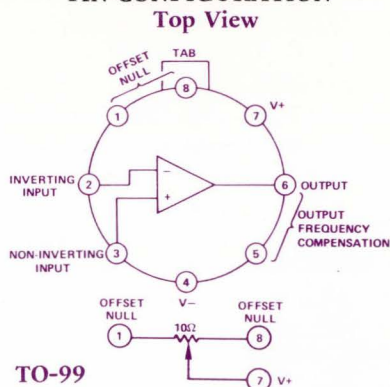 Top View
OFFSET
NULL
TAB
1
8
7
V+
INVERTING
INPUT
2
−
+
6
OUTPUT
OUTPUT
FREQUENCY
COMPENSATION
NON-INVERTING
INPUT
3
5
4
V−
OFFSET
NULL
OFFSET
NULL
1
10Ω
8
TO-99
7
V+